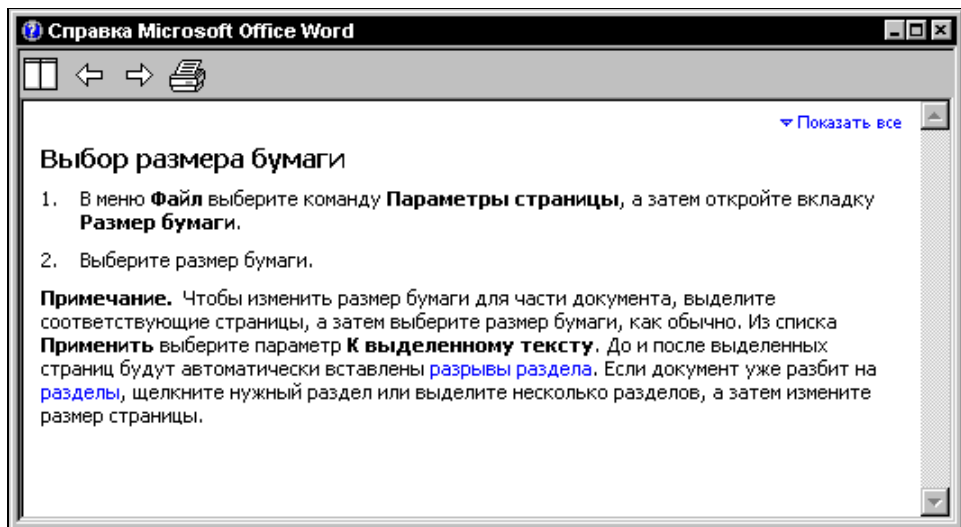 Справка Microsoft Office Word
Показать все
Выбор размера бумаги
1. В меню Файл выберите команду Параметры страницы, а затем откройте вкладку
Размер бумаги.
2. Выберите размер бумаги.
Примечание. Чтобы изменить размер бумаги для части документа, выделите
соответствующие страницы, а затем выберите размер бумаги, как обычно. Из списка
Применить выберите параметр К выделенному тексту. До и после выделенных
страниц будут автоматически вставлены разрывы раздела. Если документ уже разбит на
разделы, щелкните нужный раздел или выделите несколько разделов, а затем измените
размер страницы.